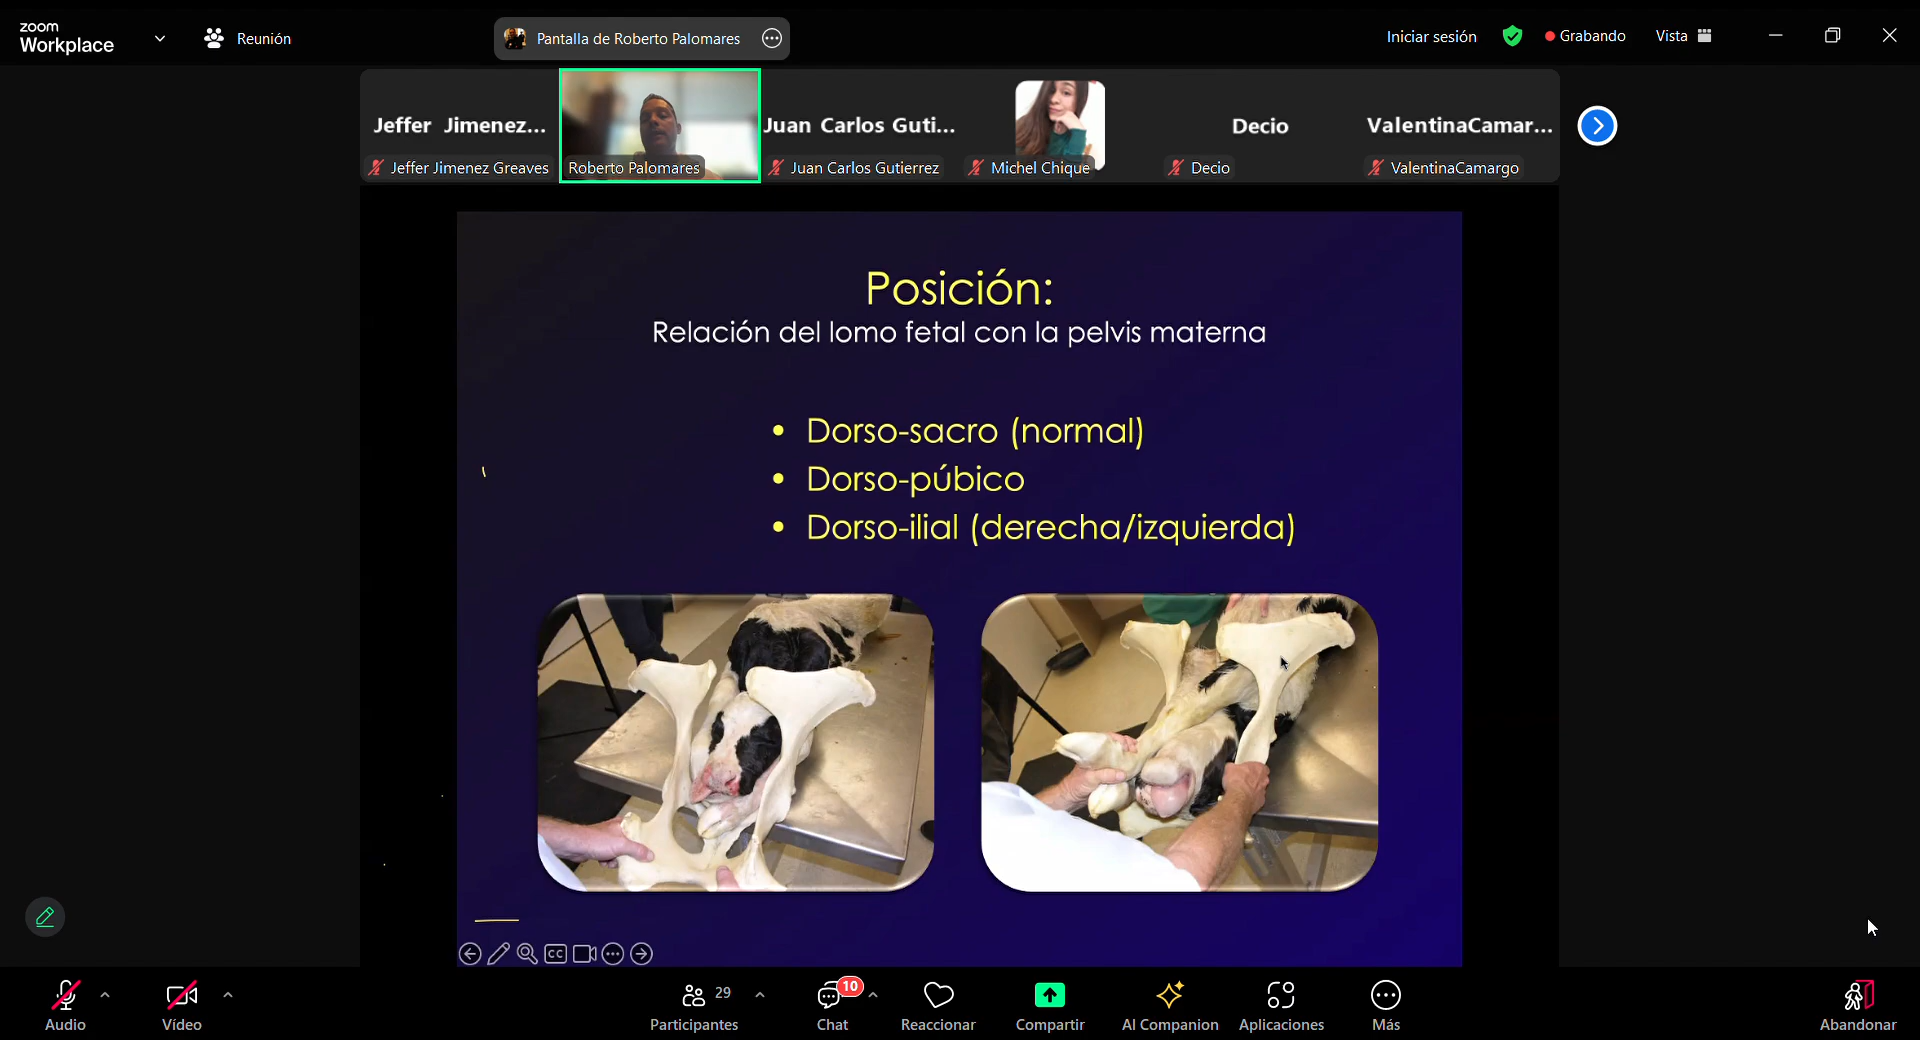 zoom
Workplace
Reunión
Pantalla de Roberto Palomares
Iniciar sesión
Grabando
Vista
Jeffer Jimenez...
Juan Carlos Guti...
Decio
ValentinaCamar...
Jeffer Jimenez Greaves
Roberto Palomares
Juan Carlos Gutierrez
Michel Chique
Decio
ValentinaCamargo
Posición:
Relación del lomo fetal con la pelvis materna
• Dorso-sacro (normal)
• Dorso-púbico
• Dorso-ilial (derecha/izquierda)
CC
29
10
Audio
Vídeo
Participantes
Chat
Reaccionar
Compartir
AI Companion
Aplicaciones
Más
Abandonar